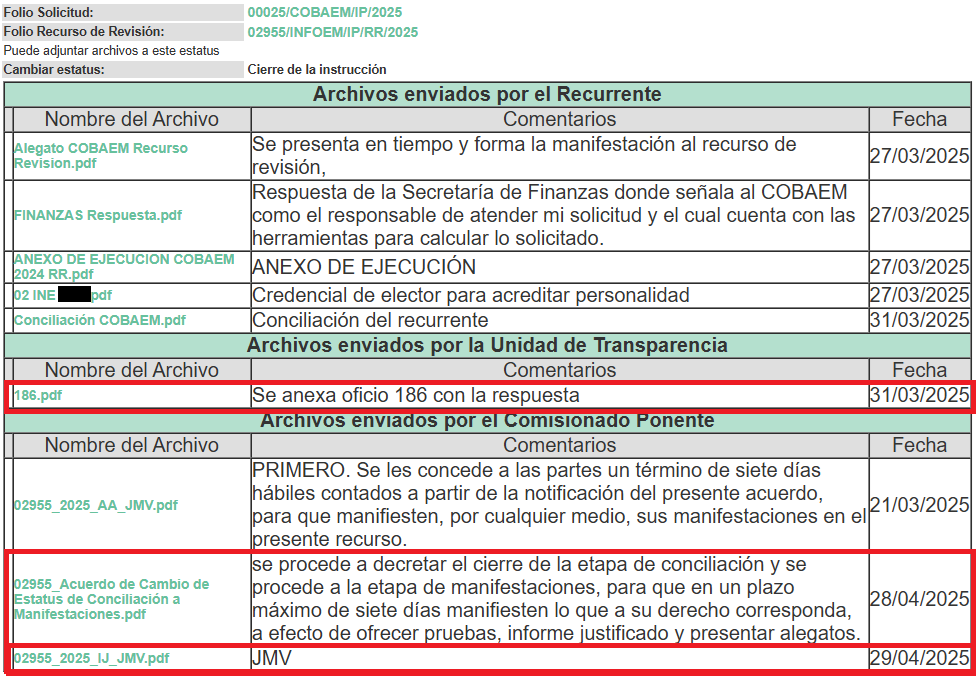 Folio Solicitud: 00025/COBAEM/IP/2025
Folio Recurso de Revisión: 02955/INFOEM/IP/RR/2025
Puede adjuntar archivos a este estatus
Cambiar estatus: Cierre de la instrucción
Archivos enviados por el Recurrente
Nombre del Archivo Comentarios Fecha
Alegato COBAEM Recurso
Revision.pdf
Se presenta en tiempo y forma la manifestación al recurso de
revisión,
27/03/2025
FINANZAS Respuesta.pdf
Respuesta de la Secretaría de Finanzas donde señala al COBAEM
como el responsable de atender mi solicitud y el cual cuenta con las
herramientas para calcular lo solicitado.
27/03/2025
ANEXO DE EJECUCION COBAEM
2024 RR.pdf
ANEXO DE EJECUCIÓN
27/03/2025
02 INE pdf
Credencial de elector para acreditar personalidad
27/03/2025
Conciliación COBAEM.pdf
Conciliación del recurrente
31/03/2025
Archivos enviados por la Unidad de Transparencia
Nombre del Archivo Comentarios Fecha
186.pdf
Se anexa oficio 186 con la respuesta
31/03/2025
Archivos enviados por el Comisionado Ponente
Nombre del Archivo Comentarios Fecha
02955_2025_AA_JMV.pdf
PRIMERO. Se les concede a las partes un término de siete días
hábiles contados a partir de la notificación del presente acuerdo,
para que manifiesten, por cualquier medio, sus manifestaciones en el
presente recurso.
21/03/2025
02955_Acuerdo de Cambio de
Estatus de Conciliación a
Manifestaciones.pdf
se procede a decretar el cierre de la etapa de conciliación y se
procede a la etapa de manifestaciones, para que en un plazo
máximo de siete días manifiesten lo que a su derecho corresponda,
a efecto de ofrecer pruebas, informe justificado y presentar alegatos.
28/04/2025
02955_2025_IJ_JMV.pdf
JMV
29/04/2025